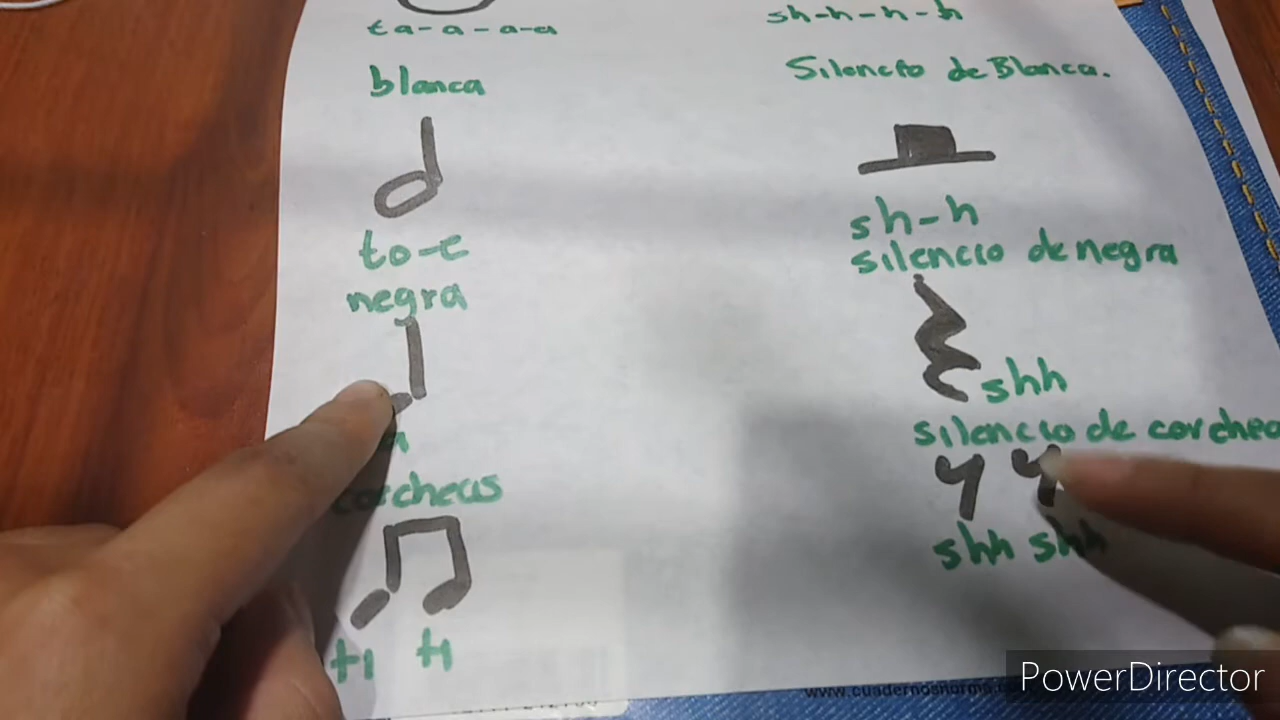 ta-a-a-a
sh-h-h-h
blanca
Silencio de Blanca.
to-e
sh-h
negra
silencio de negra
shh
corcheas
silencio de corchea
shh shh
ti ti
PowerDirector